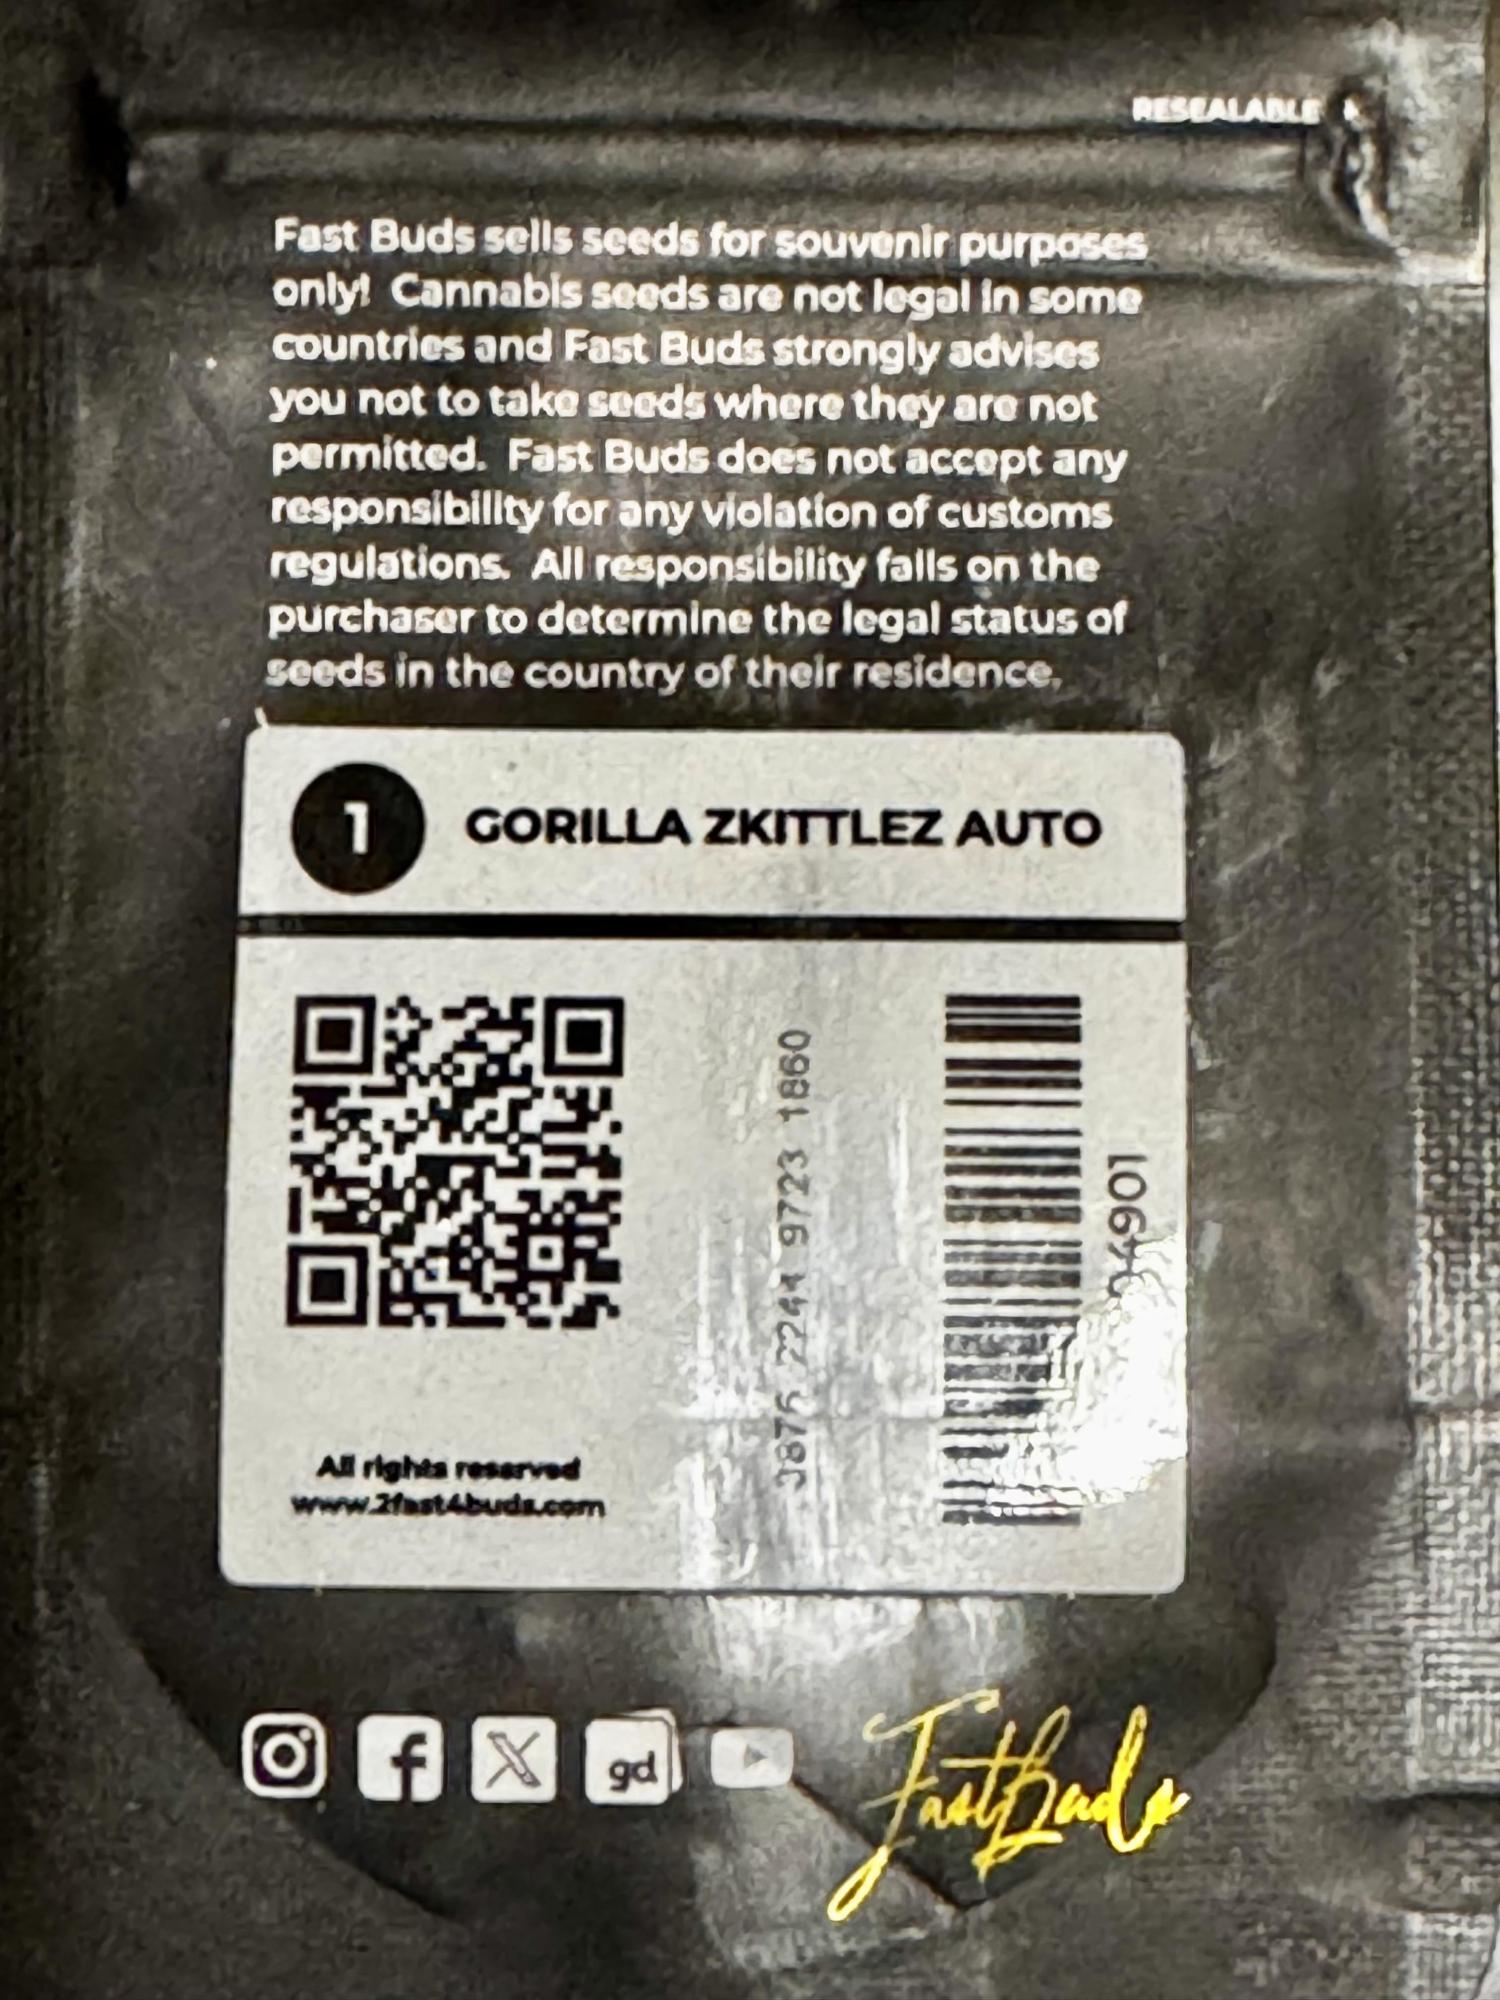 RESEALABLE
Fast Buds sells seeds for souvenir purposes
only! Cannabis seeds are not legal in some
countries and Fast Buds strongly advises
you not to take seeds where they are not
permitted. Fast Buds does not accept any
responsibility for any violation of customs
regulations. All responsibility falls on the
purchaser to determine the legal status of
seeds in the country of their residence.
1 GORILLA ZKITTLEZ AUTO
3876 2244 9723 1860
All rights reserved
www.2fast4buds.com
gd
FastBuds